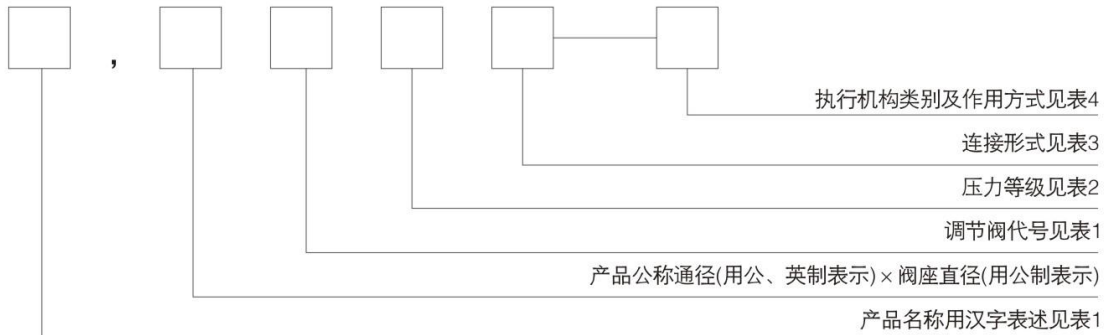 ,
执行机构类别及作用方式见表4
连接形式见表3
压力等级见表2
调节阀代号见表1
产品公称通径(用公、英制表示)×阀座直径(用公制表示)
产品名称用汉字表述见表1